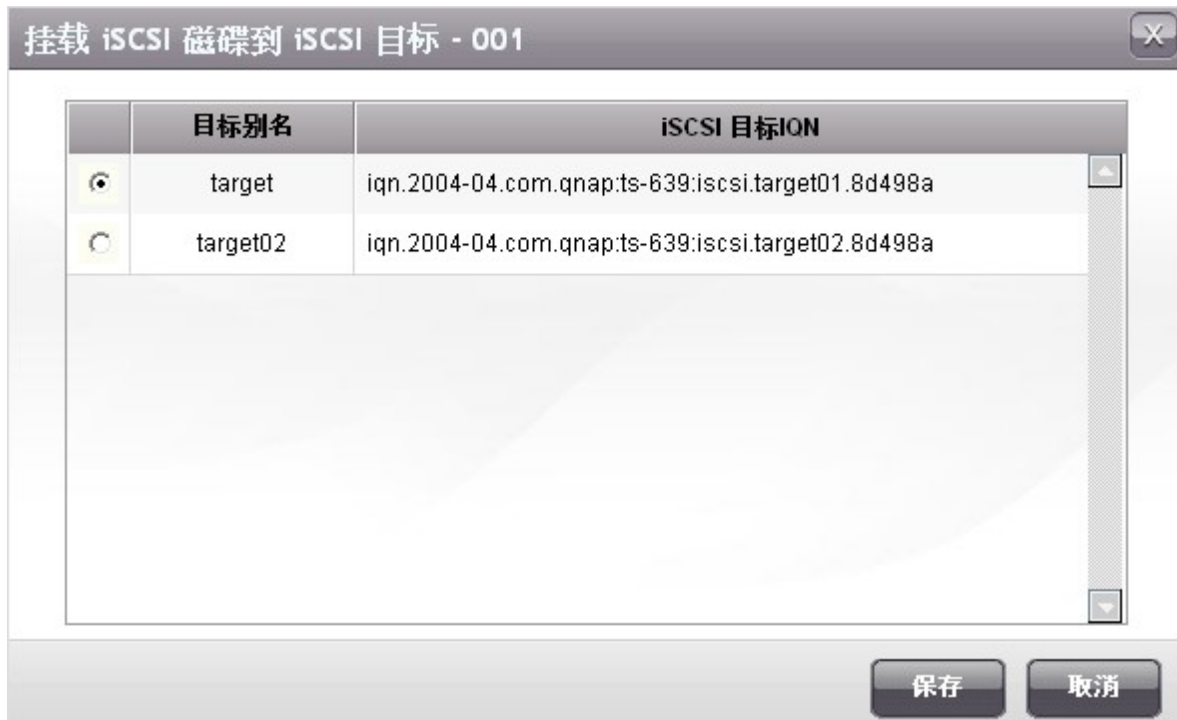 挂载 iSCSI 磁碟到 iSCSI 目标 - 001
目标别名 iSCSI 目标IQN
target iqn.2004-04.com.qnap:ts-639:iscsi.target01.8d498a
target02 iqn.2004-04.com.qnap:ts-639:iscsi.target02.8d498a
保存 取消